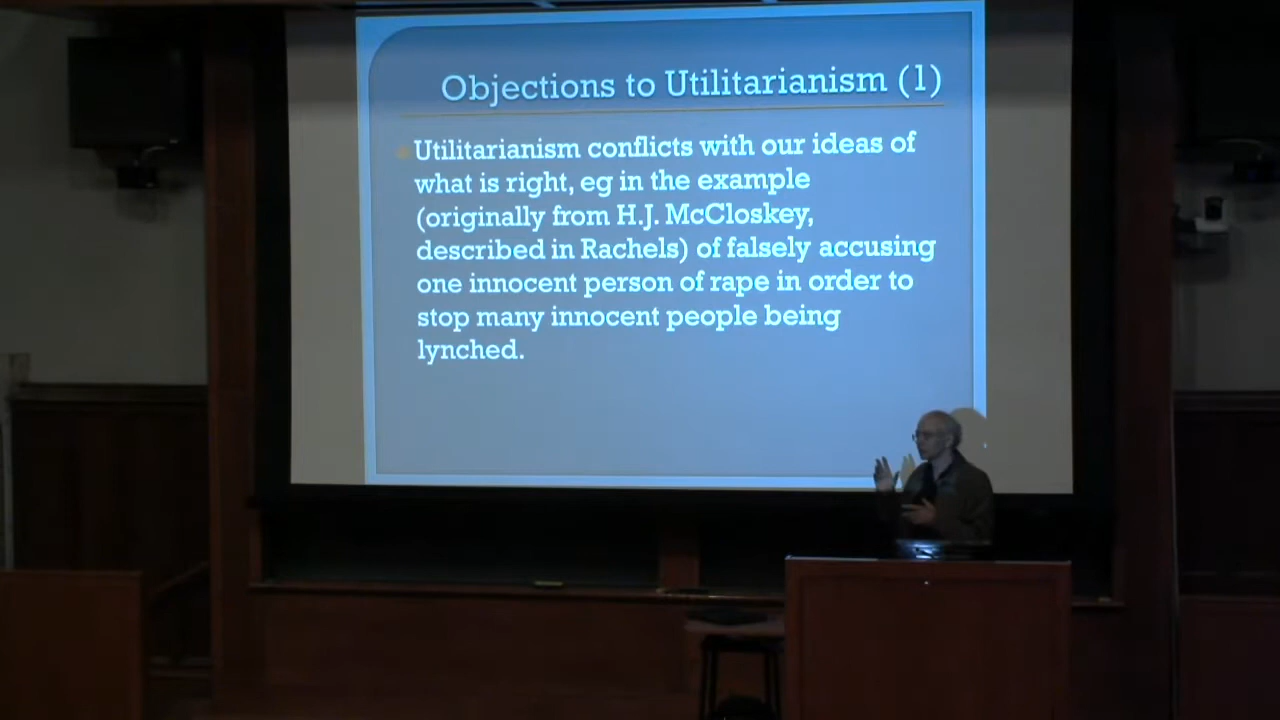 Objections to Utilitarianism (1)
Utilitarianism conflicts with our ideas of
what is right, eg in the example
(originally from H.J. McCloskey,
described in Rachels) of falsely accusing
one innocent person of rape in order to
stop many innocent people being
lynched.